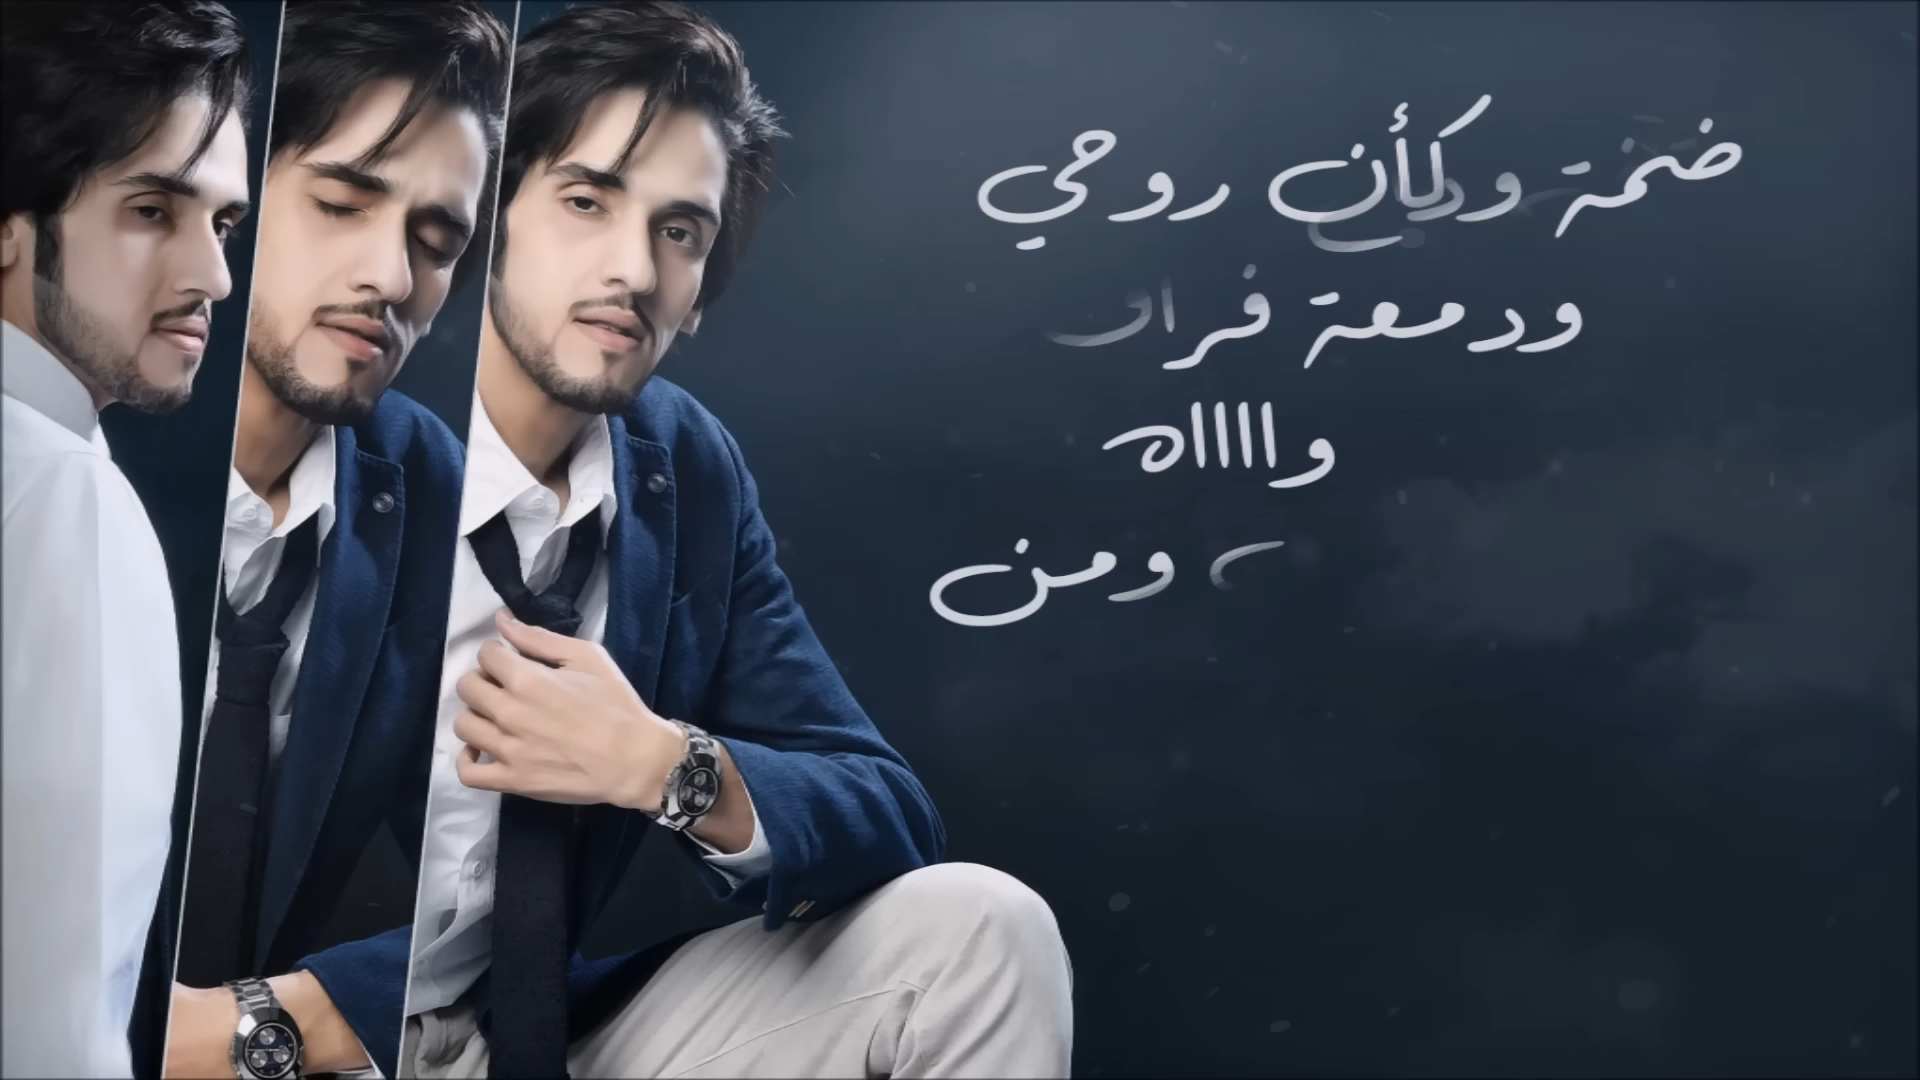 ضمة وكأن روحي
ودمعة
وااااه
ومن